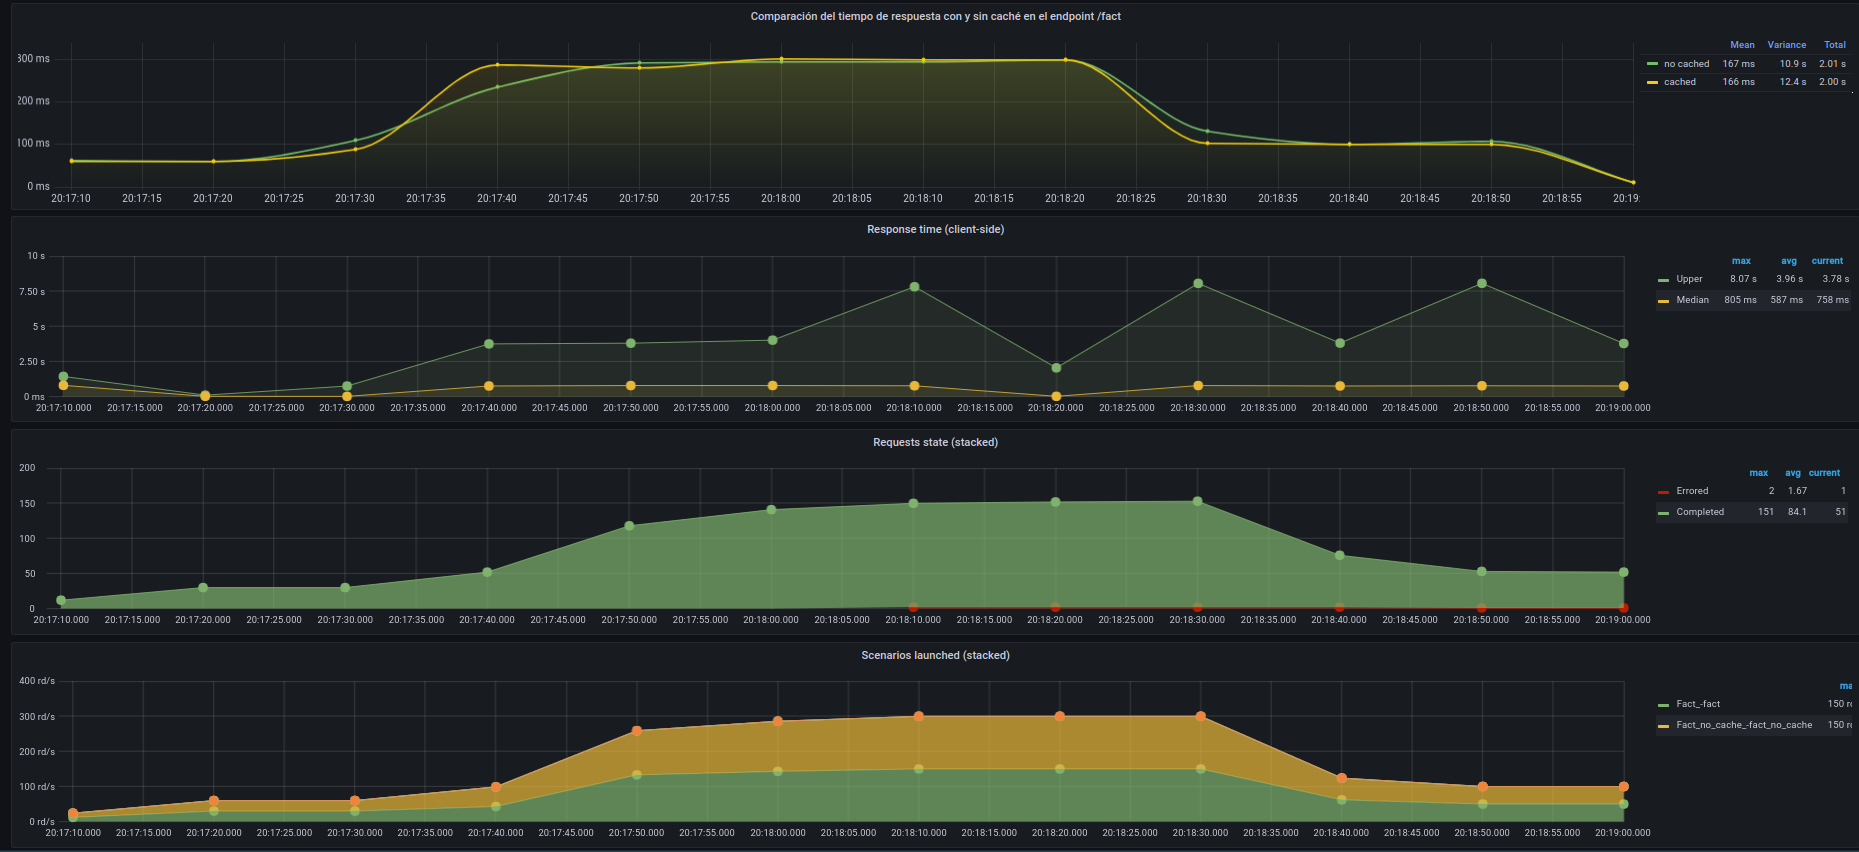 Comparación del tiempo de respuesta con y sin caché en el endpoint /fact
300 ms
200 ms
100 ms
0 ms
20:17:10 20:17:15 20:17:20 20:17:25 20:17:30 20:17:35 20:17:40 20:17:45 20:17:50 20:17:55 20:18:00 20:18:05 20:18:10 20:18:15 20:18:20 20:18:25 20:18:30 20:18:35 20:18:40 20:18:45 20:18:50 20:18:55 20:19:
Mean Variance Total
no cached 167 ms 10.9 s 2.01 s
cached 166 ms 12.4 s 2.00 s
Response time (client-side)
10 s
7.50 s
5 s
2.50 s
0 ms
20:17:10.000 20:17:15.000 20:17:20.000 20:17:25.000 20:17:30.000 20:17:35.000 20:17:40.000 20:17:45.000 20:17:50.000 20:17:55.000 20:18:00.000 20:18:05.000 20:18:10.000 20:18:15.000 20:18:20.000 20:18:25.000 20:18:30.000 20:18:35.000 20:18:40.000 20:18:45.000 20:18:50.000 20:18:55.000 20:19:00.000
max avg current
Upper 8.07 s 3.96 s 3.78 s
Median 805 ms 587 ms 758 ms
Requests state (stacked)
200
150
100
50
0
20:17:10.000 20:17:15.000 20:17:20.000 20:17:25.000 20:17:30.000 20:17:35.000 20:17:40.000 20:17:45.000 20:17:50.000 20:17:55.000 20:18:00.000 20:18:05.000 20:18:10.000 20:18:15.000 20:18:20.000 20:18:25.000 20:18:30.000 20:18:35.000 20:18:40.000 20:18:45.000 20:18:50.000 20:18:55.000 20:19:00.000
max avg current
Errored 2 1.67 1
Completed 151 84.1 51
Scenarios launched (stacked)
400 rd/s
300 rd/s
200 rd/s
100 rd/s
0 rd/s
20:17:10.000 20:17:15.000 20:17:20.000 20:17:25.000 20:17:30.000 20:17:35.000 20:17:40.000 20:17:45.000 20:17:50.000 20:17:55.000 20:18:00.000 20:18:05.000 20:18:10.000 20:18:15.000 20:18:20.000 20:18:25.000 20:18:30.000 20:18:35.000 20:18:40.000 20:18:45.000 20:18:50.000 20:18:55.000 20:19:00.000
ma
Fact_-fact 150 r
Fact_no_cache_-fact_no_cache 150 r